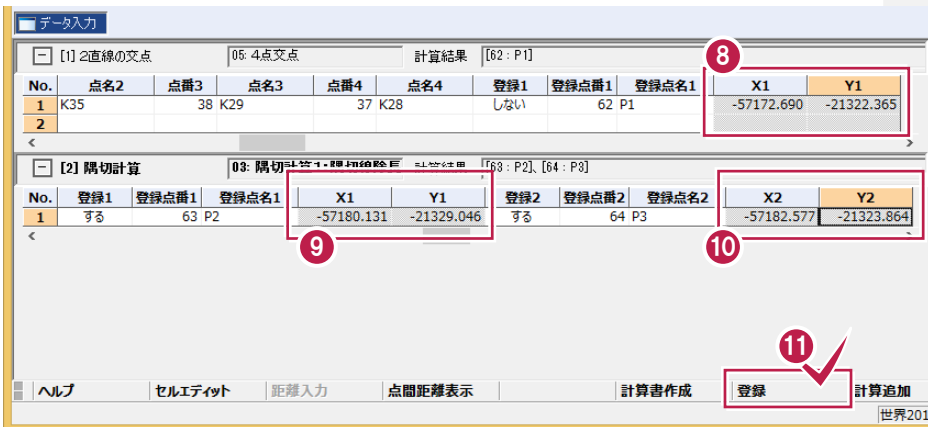 データ入力
[1] 2直線の交点 05: 4点交点 計算結果 [62 : P1]
8
No. 点名2 点番3 点名3 点番4 点名4 登録1 登録点番1 登録点名1 X1 Y1
1 K35 38 K29 37 K28 しない 62 P1 -57172.690 -21322.365
2
[2] 隅切計算 03: 隅切計算1:隅切線除長 計算結果 [63 : P2]、[64 : P3]
No. 登録1 登録点番1 登録点名1 X1 Y1 登録2 登録点番2 登録点名2 X2 Y2
1 する 63 P2 -57180.131 -21329.046 する 64 P3 -57182.577 -21323.864
9 10
11
ヘルプ セルエディット 距離入力 点間距離表示 計算書作成 登録 計算追加
世界201